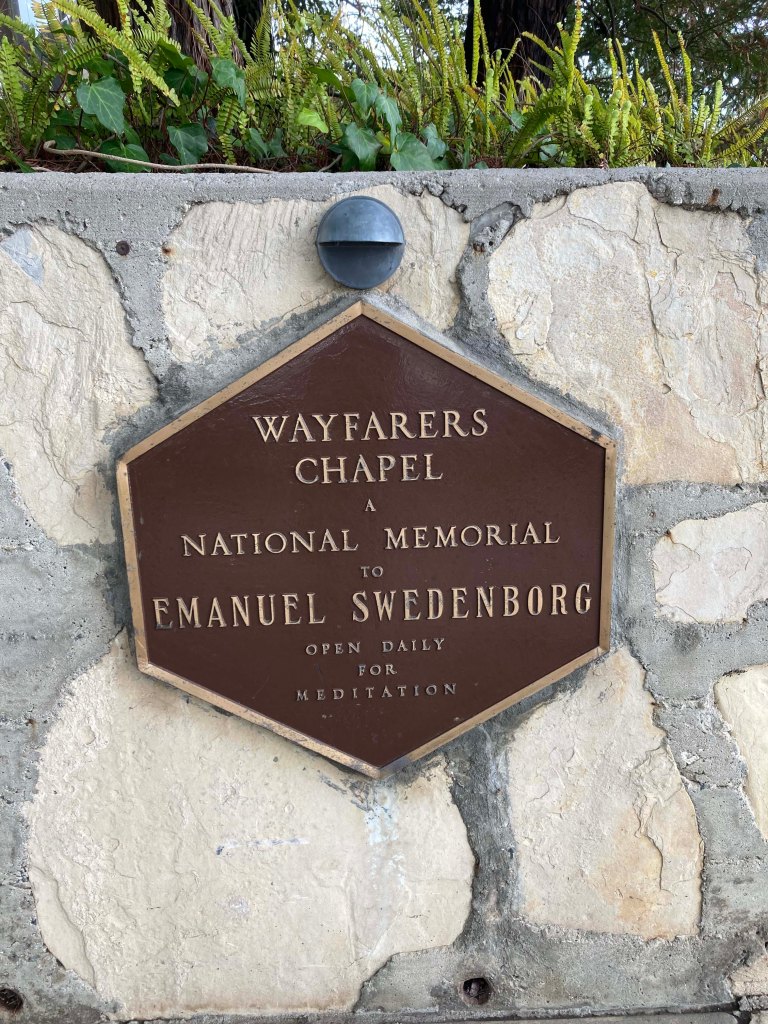 WAYFARERS
CHAPEL
A
NATIONAL MEMORIAL
TO
EMANUEL SWEDENBORG
OPEN DAILY
FOR
MEDITATION